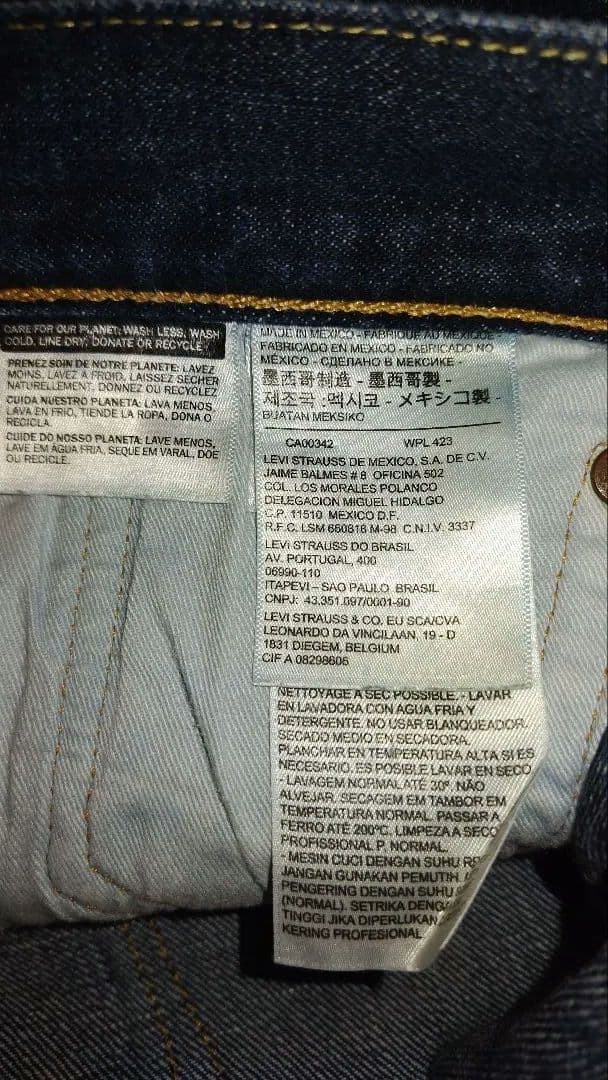 CARE FOR OUR PLANET: WASH LESS, WASH
COLD, LINE DRY, DONATE OR RECYCLE.
PRENEZ SOIN DE NOTRE PLANETE: LAVEZ
MOINS, LAVEZ A FROID, LAISSEZ SECHER
NATURELLEMENT, DONNEZ OU RECYCLEZ
CUIDA NUESTRO PLANETA: LAVA MENOS,
LAVA EN FRIO, TIENDE LA ROPA, DONA O
RECICLA.
CUIDE DO NOSSO PLANETA: LAVE MENOS,
LAVE EM ÁGUA FRIA, SEQUE EM VARAL, DOE
OU RECICLE.
MADE IN MEXICO - FABRIQUE AU MEXIQUE
FABRICADO EN MEXICO - FABRICADO NO
MÉXICO - СДЕЛАНО В МЕКСИКЕ -
墨西哥制造 - 墨西哥製 -
제조국 :멕시코 - メキシコ製 -
BUATAN MEKSIKO
CA00342 WPL 423
LEVI STRAUSS DE MEXICO, S.A. DE C.V.
JAIME BALMES # 8 OFICINA 502
COL. LOS MORALES POLANCO
DELEGACION MIGUEL HIDALGO
C.P. 11510 MEXICO D.F.
R.F.C. LSM 650818 M-98 C.N.I.V. 3337
LEVI STRAUSS DO BRASIL
AV. PORTUGAL, 400
06990-110
ITAPEVI – SAO PAULO BRASIL
CNPJ: 43.351.097/0001-90
LEVI STRAUSS & CO. EU SCA/CVA
LEONARDO DA VINCILAAN, 19 - D
1831 DIEGEM, BELGIUM
CIF A 08298605
NETTOYAGE A SEC POSSIBLE. - LAVAR
EN LAVADORA CON AGUA FRIA Y
DETERGENTE. NO USAR BLANQUEADOR.
SECADO MEDIO EN SECADORA.
PLANCHAR EN TEMPERATURA ALTA SI ES
NECESARIO. ES POSIBLE LAVAR EN SECO
- LAVAGEM NORMAL ATÉ 30º. NÃO
ALVEJAR. SECAGEM EM TAMBOR EM
TEMPERATURA NORMAL. PASSAR A
FERRO ATÉ 200ºC. LIMPEZA A SECO
PROFISSIONAL P, NORMAL.
- MESIN CUCI DENGAN SUHU
JANGAN GUNAKAN PEMUTIH.
PENGERING DENGAN SUHU
(NORMAL). SETRIKA
TINGGI JIKA DIPERLUKAN
KERING PROFESIONAL